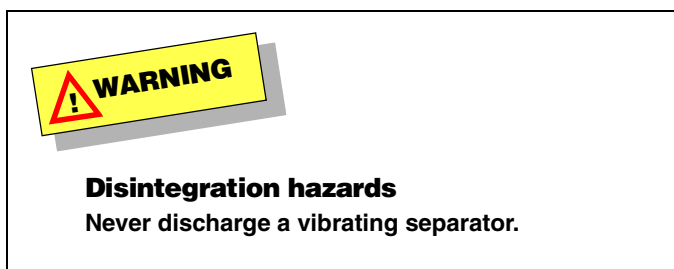 ! WARNING
Disintegration hazards
Never discharge a vibrating separator.